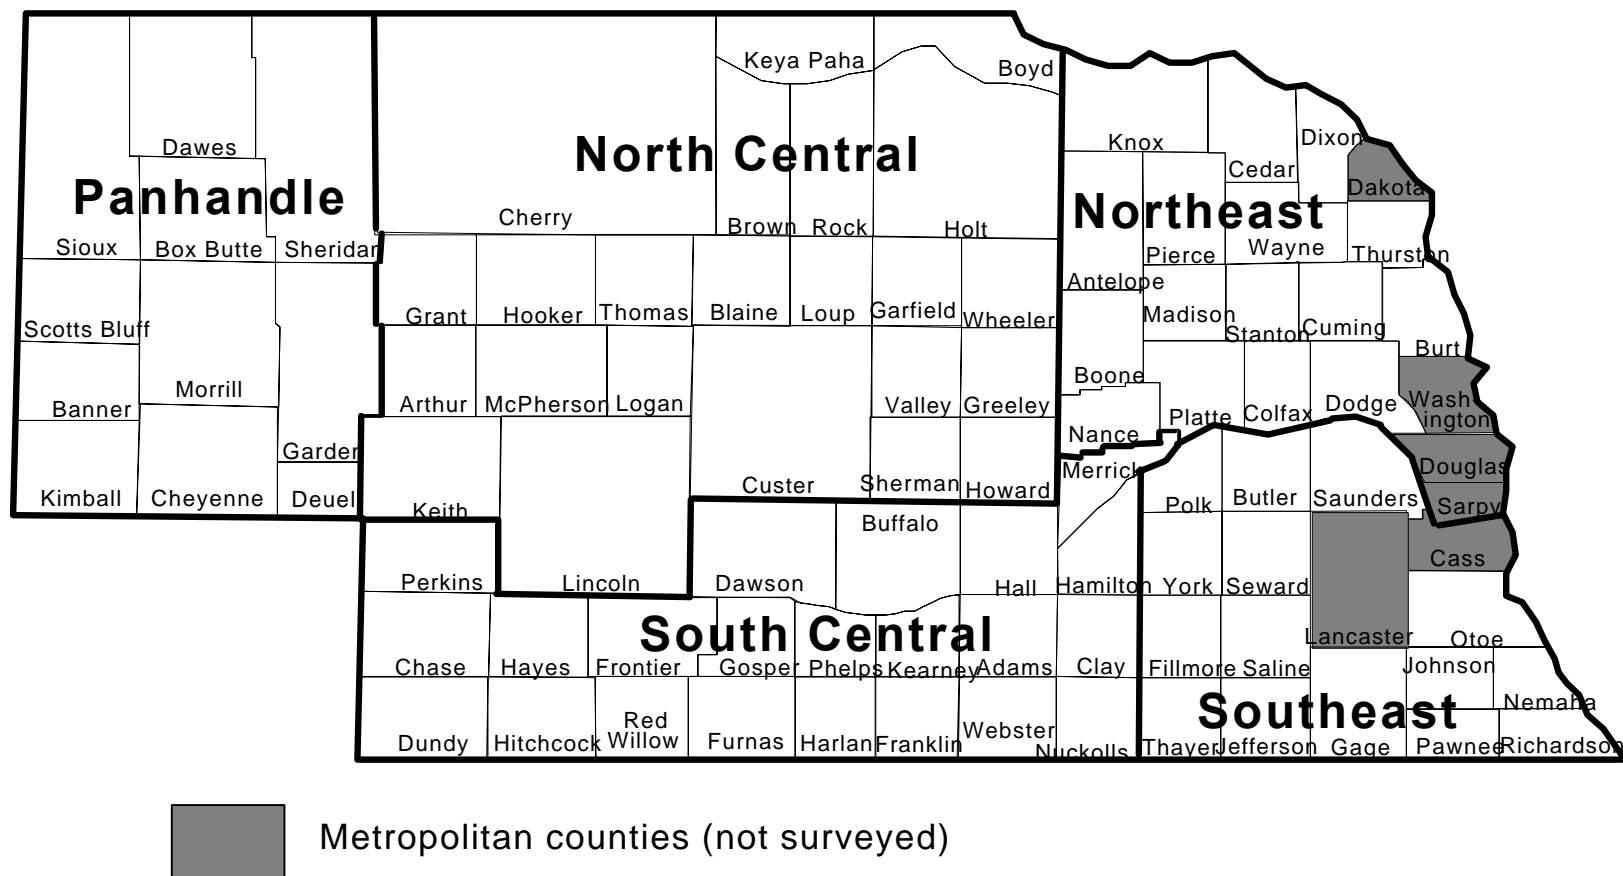 Keya Paha
Boyd
Dawes
Knox
Dixon
North Central
Cedar
Panhandle
Dakota
Northeast
Cherry
Brown
Rock
Holt
Sioux
Box Butte
Sheridan
Pierce
Wayne
Thurston
Antelope
Scotts Bluff
Grant
Hooker
Thomas
Blaine
Loup
Garfield
Wheeler
Madison
Stanton
Cuming
Burt
Banner
Morrill
Arthur
McPherson
Logan
Valley
Greeley
Boone
Platte
Colfax
Dodge
Wash-
ington
Nance
Garden
Merrick
Douglas
Kimball
Cheyenne
Deuel
Keith
Custer
Sherman
Howard
Polk
Butler
Saunders
Sarpy
Buffalo
Cass
Perkins
Lincoln
Dawson
Hall
Hamilton
York
Seward
South Central
Lancaster
Otoe
Chase
Hayes
Frontier
Gosper
Phelps
Kearney
Adams
Clay
Fillmore
Saline
Johnson
Southeast
Nemaha
Dundy
Hitchcock
Red
Willow
Furnas
Harlan
Franklin
Webster
Nuckolls
Thayer
Jefferson
Gage
Pawnee
Richardson
Metropolitan counties (not surveyed)